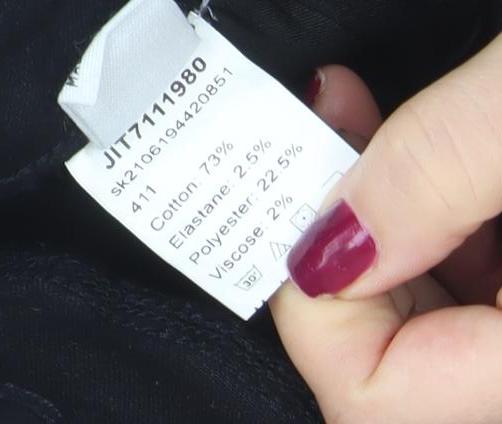 JIT7111980
sk2106194420851
411
Cotton: 73%
Elastane: 2.5%
Polyester: 22.5%
Viscose: 2%
30°